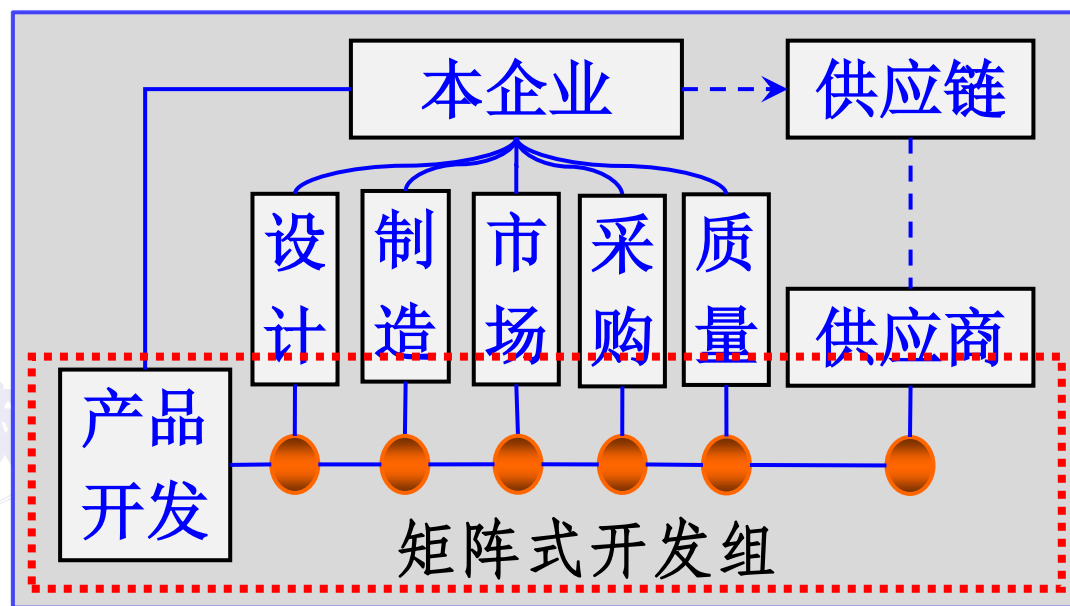 本企业
供应链
设计
制造
市场
采购
质量
供应商
产品
开发
矩阵式开发组